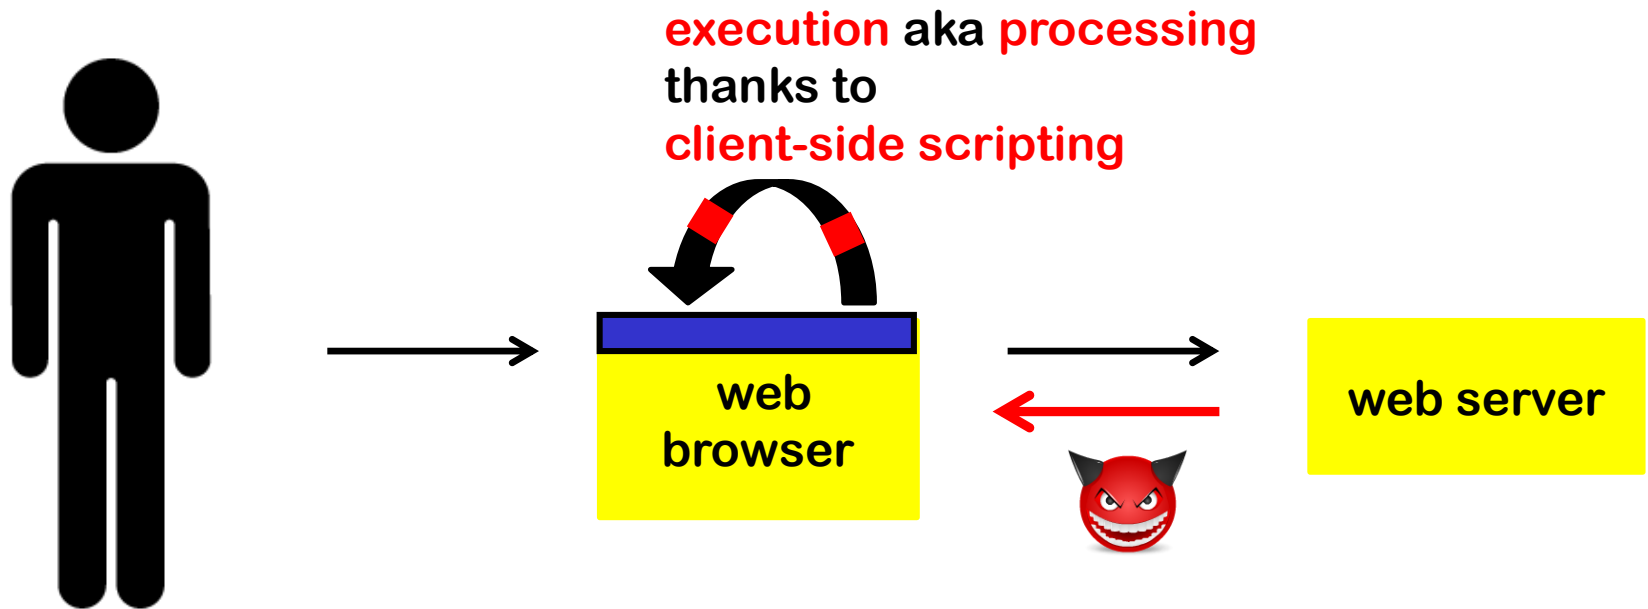 execution aka processing
thanks to
client-side scripting
web
browser
web server